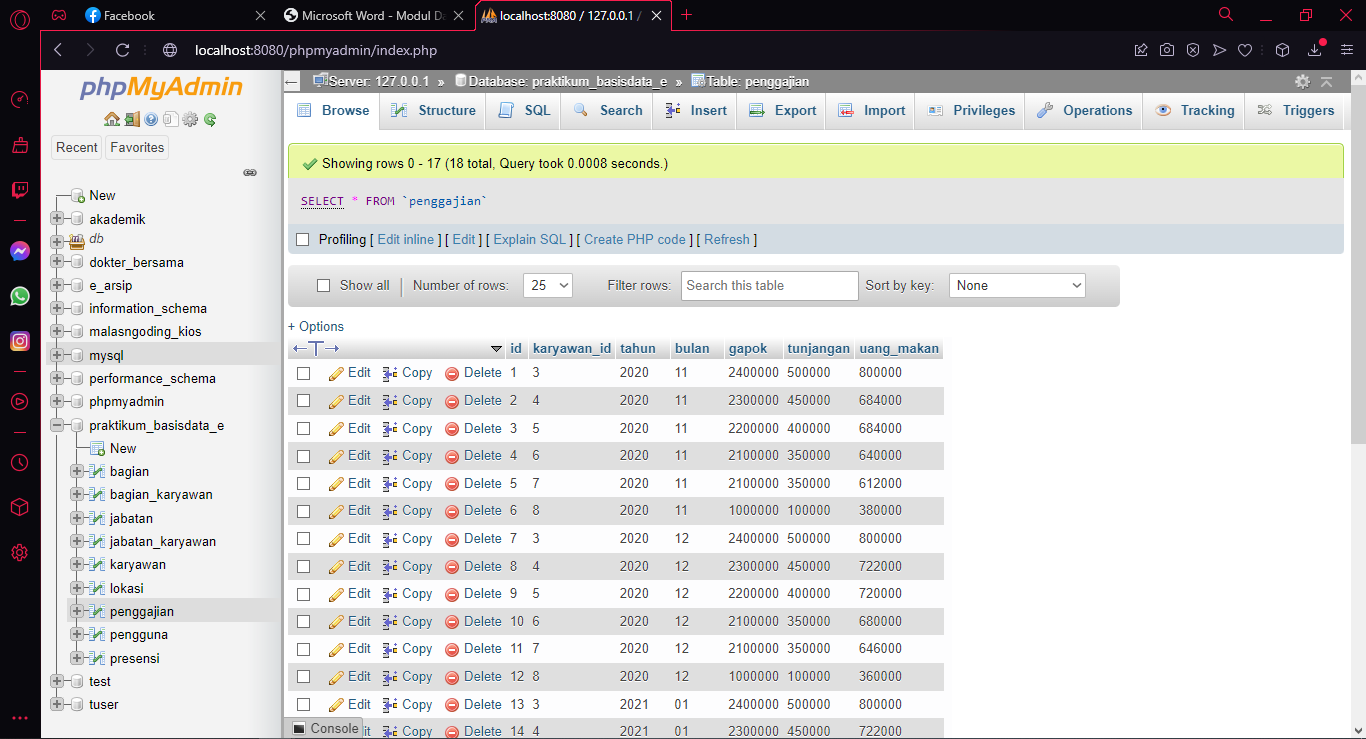 Facebook
Microsoft Word - Modul Da
localhost:8080 / 127.0.0.1 /
localhost:8080/phpmyadmin/index.php
phpMyAdmin
Recent Favorites
New
akademik
db
dokter_bersama
e_arsip
information_schema
malasngoding_kios
mysql
performance_schema
phpmyadmin
praktikum_basisdata_e
New
bagian
bagian_karyawan
jabatan
jabatan_karyawan
karyawan
lokasi
penggajian
pengguna
presensi
test
tuser
Server: 127.0.0.1 » Database: praktikum_basisdata_e » Table: penggajian
Browse Structure SQL Search Insert Export Import Privileges Operations Tracking Triggers
Showing rows 0 - 17 (18 total, Query took 0.0008 seconds.)
SELECT * FROM `penggajian`
Profiling [ Edit inline ] [ Edit ] [ Explain SQL ] [ Create PHP code ] [ Refresh ]
Show all Number of rows: 25 Filter rows: Search this table Sort by key: None
+ Options
id karyawan_id tahun bulan gapok tunjangan uang_makan
Edit Copy Delete 1 3 2020 11 2400000 500000 800000
Edit Copy Delete 2 4 2020 11 2300000 450000 684000
Edit Copy Delete 3 5 2020 11 2200000 400000 684000
Edit Copy Delete 4 6 2020 11 2100000 350000 640000
Edit Copy Delete 5 7 2020 11 2100000 350000 612000
Edit Copy Delete 6 8 2020 11 1000000 100000 380000
Edit Copy Delete 7 3 2020 12 2400000 500000 800000
Edit Copy Delete 8 4 2020 12 2300000 450000 722000
Edit Copy Delete 9 5 2020 12 2200000 400000 720000
Edit Copy Delete 10 6 2020 12 2100000 350000 680000
Edit Copy Delete 11 7 2020 12 2100000 350000 646000
Edit Copy Delete 12 8 2020 12 1000000 100000 360000
Edit Copy Delete 13 3 2021 01 2400000 500000 800000
Console it Copy Delete 14 4 2021 01 2300000 450000 722000